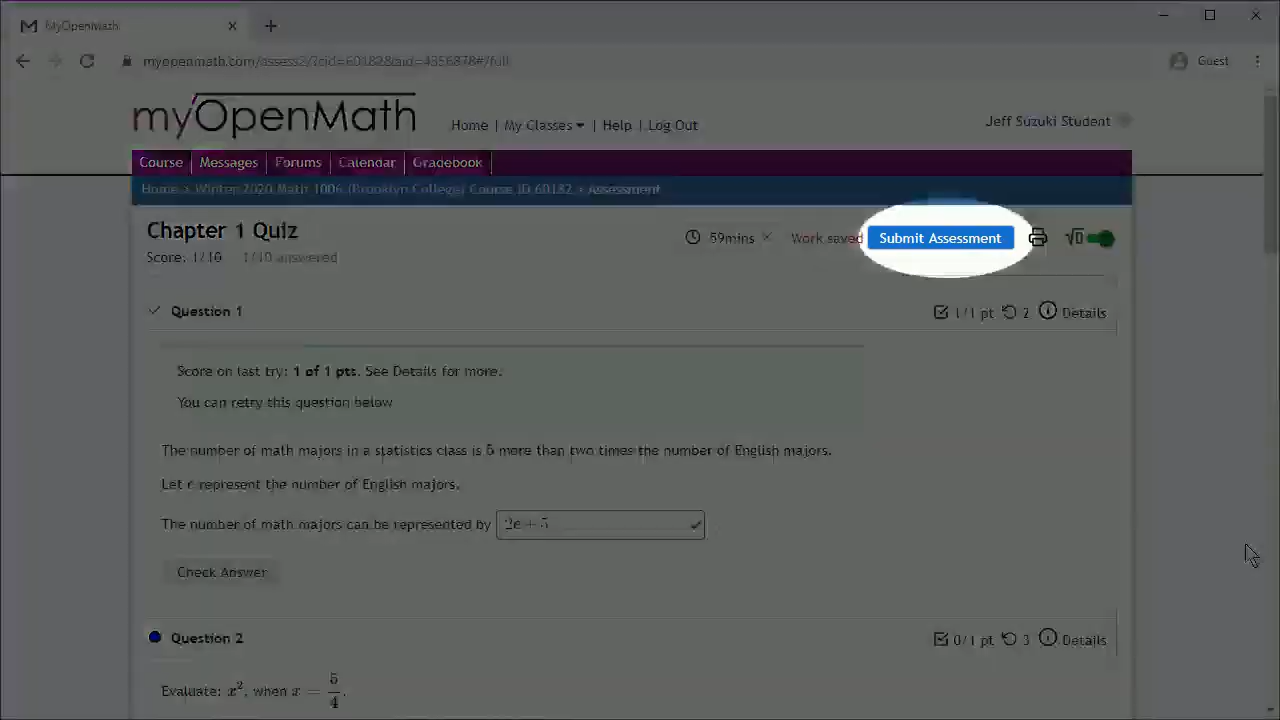 MyOpenMath
myopenmath.com/assess2/?cid=60182&aid=4356878#/full
Guest
myOpenMath
Home | My Classes | Help | Log Out
Jeff Suzuki Student
Course | Messages | Forums | Calendar | Gradebook
Home > Winter 2020 Math 1006 (Brooklyn College) Course ID 60182 > Assessment
Chapter 1 Quiz
59mins
Work saved
Submit Assessment
√0
Score: 1/10 1/10 answered
Question 1
1/1 pt 2 Details
Score on last try: 1 of 1 pts. See Details for more.
You can retry this question below
The number of math majors in a statistics class is 5 more than two times the number of English majors.
Let e represent the number of English majors.
The number of math majors can be represented by 2e + 5
Check Answer
Question 2
0/1 pt 3 Details
Evaluate: x², when x = 5/4.